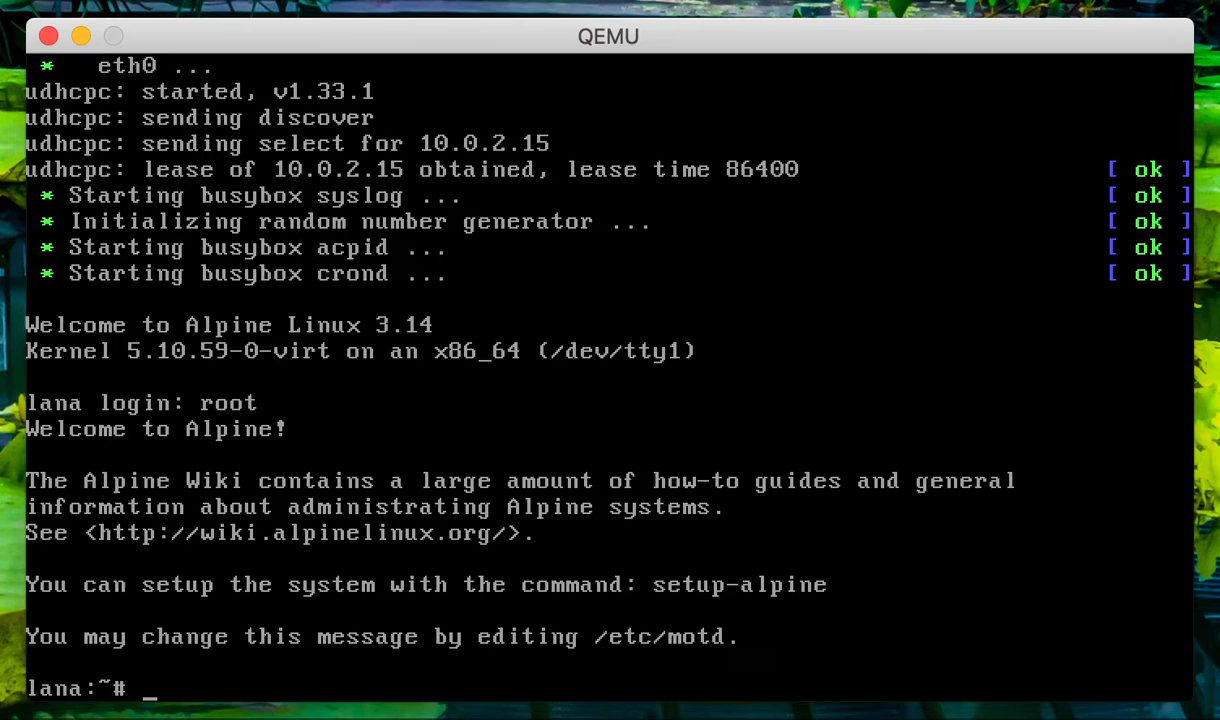 QEMU
*   eth0 ...
udhcpc: started, v1.33.1
udhcpc: sending discover
udhcpc: sending select for 10.0.2.15
udhcpc: lease of 10.0.2.15 obtained, lease time 86400 [ ok ]
* Starting busybox syslog ... [ ok ]
* Initializing random number generator ... [ ok ]
* Starting busybox acpid ... [ ok ]
* Starting busybox crond ... [ ok ]
Welcome to Alpine Linux 3.14
Kernel 5.10.59-0-virt on an x86_64 (/dev/tty1)
lana login: root
Welcome to Alpine!
The Alpine Wiki contains a large amount of how-to guides and general
information about administrating Alpine systems.
See <http://wiki.alpinelinux.org/>.
You can setup the system with the command: setup-alpine
You may change this message by editing /etc/motd.
lana:~# _